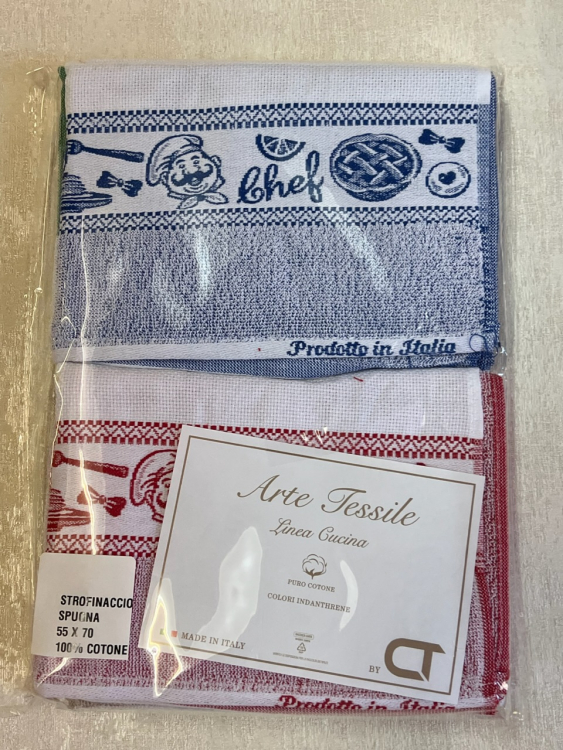 Chef
Prodotto in Italia
Arte Tessile
Linea Cucina
PURO COTONE
COLORI INDANTHRENE
MADE IN ITALY
BY CT
STROFINACCIO
SPUGNA
55 X 70
100% COTONE
Prodotto in Italia